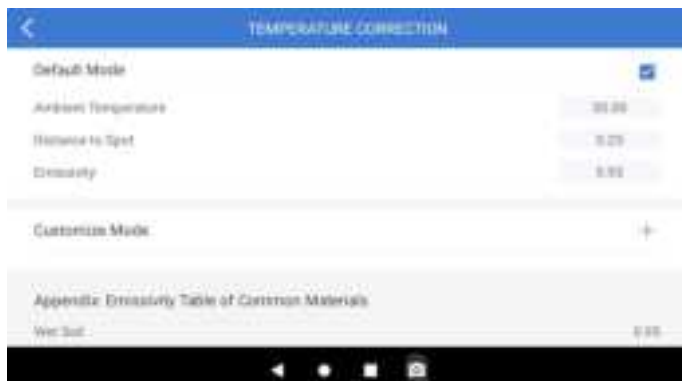 TEMPERATURE CORRECTION
Default Mode
Ambient Temperature
Distance to Spot
Emissivity
Customize Mode
Appendix: Emissivity Table of Common Materials
Wet Soil